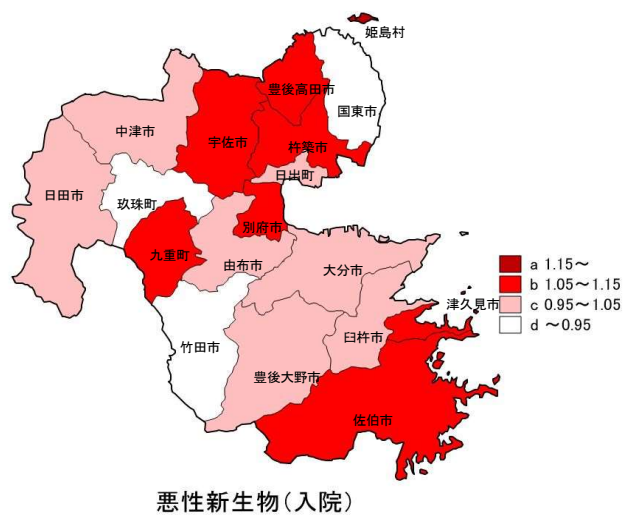 姫島村
豊後高田市
国東市
中津市
宇佐市
杵築市
日出町
日田市
玖珠町
別府市
九重町
由布市
大分市
a 1.15～
b 1.05～1.15
c 0.95～1.05
d ～0.95
津久見市
臼杵市
竹田市
豊後大野市
佐伯市
悪性新生物(入院)